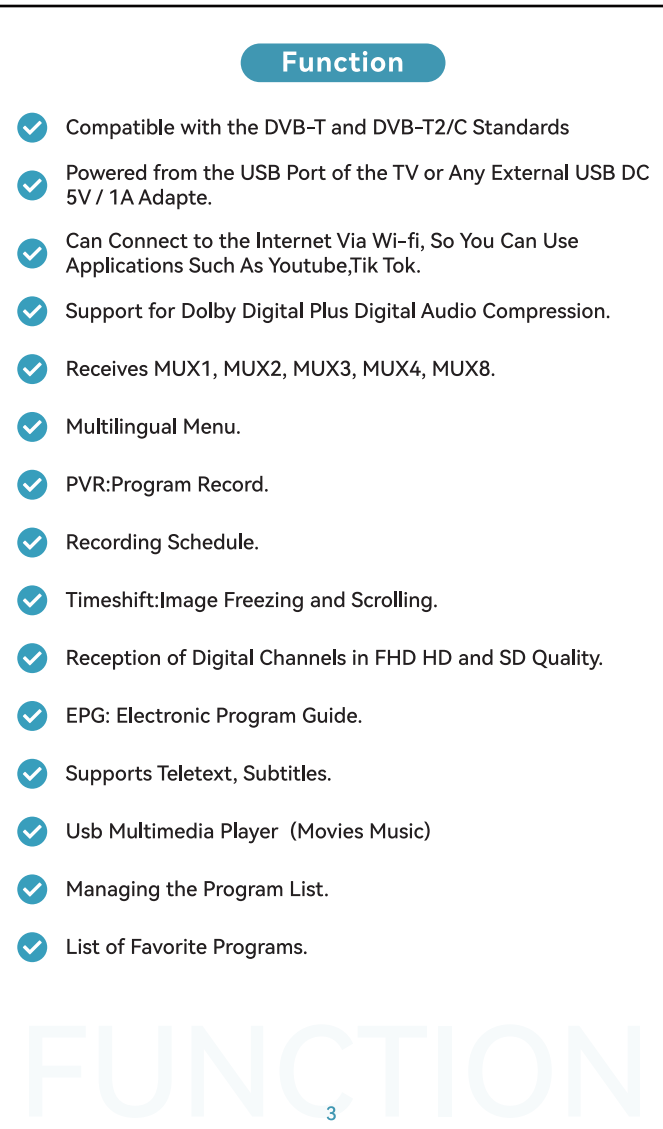 Function
Compatible with the DVB-T and DVB-T2/C Standards
Powered from the USB Port of the TV or Any External USB DC
5V / 1A Adapte.
Can Connect to the Internet Via Wi-fi, So You Can Use
Applications Such As Youtube,Tik Tok.
Support for Dolby Digital Plus Digital Audio Compression.
Receives MUX1, MUX2, MUX3, MUX4, MUX8.
Multilingual Menu.
PVR:Program Record.
Recording Schedule.
Timeshift:Image Freezing and Scrolling.
Reception of Digital Channels in FHD HD and SD Quality.
EPG: Electronic Program Guide.
Supports Teletext, Subtitles.
Usb Multimedia Player (Movies Music)
Managing the Program List.
List of Favorite Programs.
FUNCTION
3